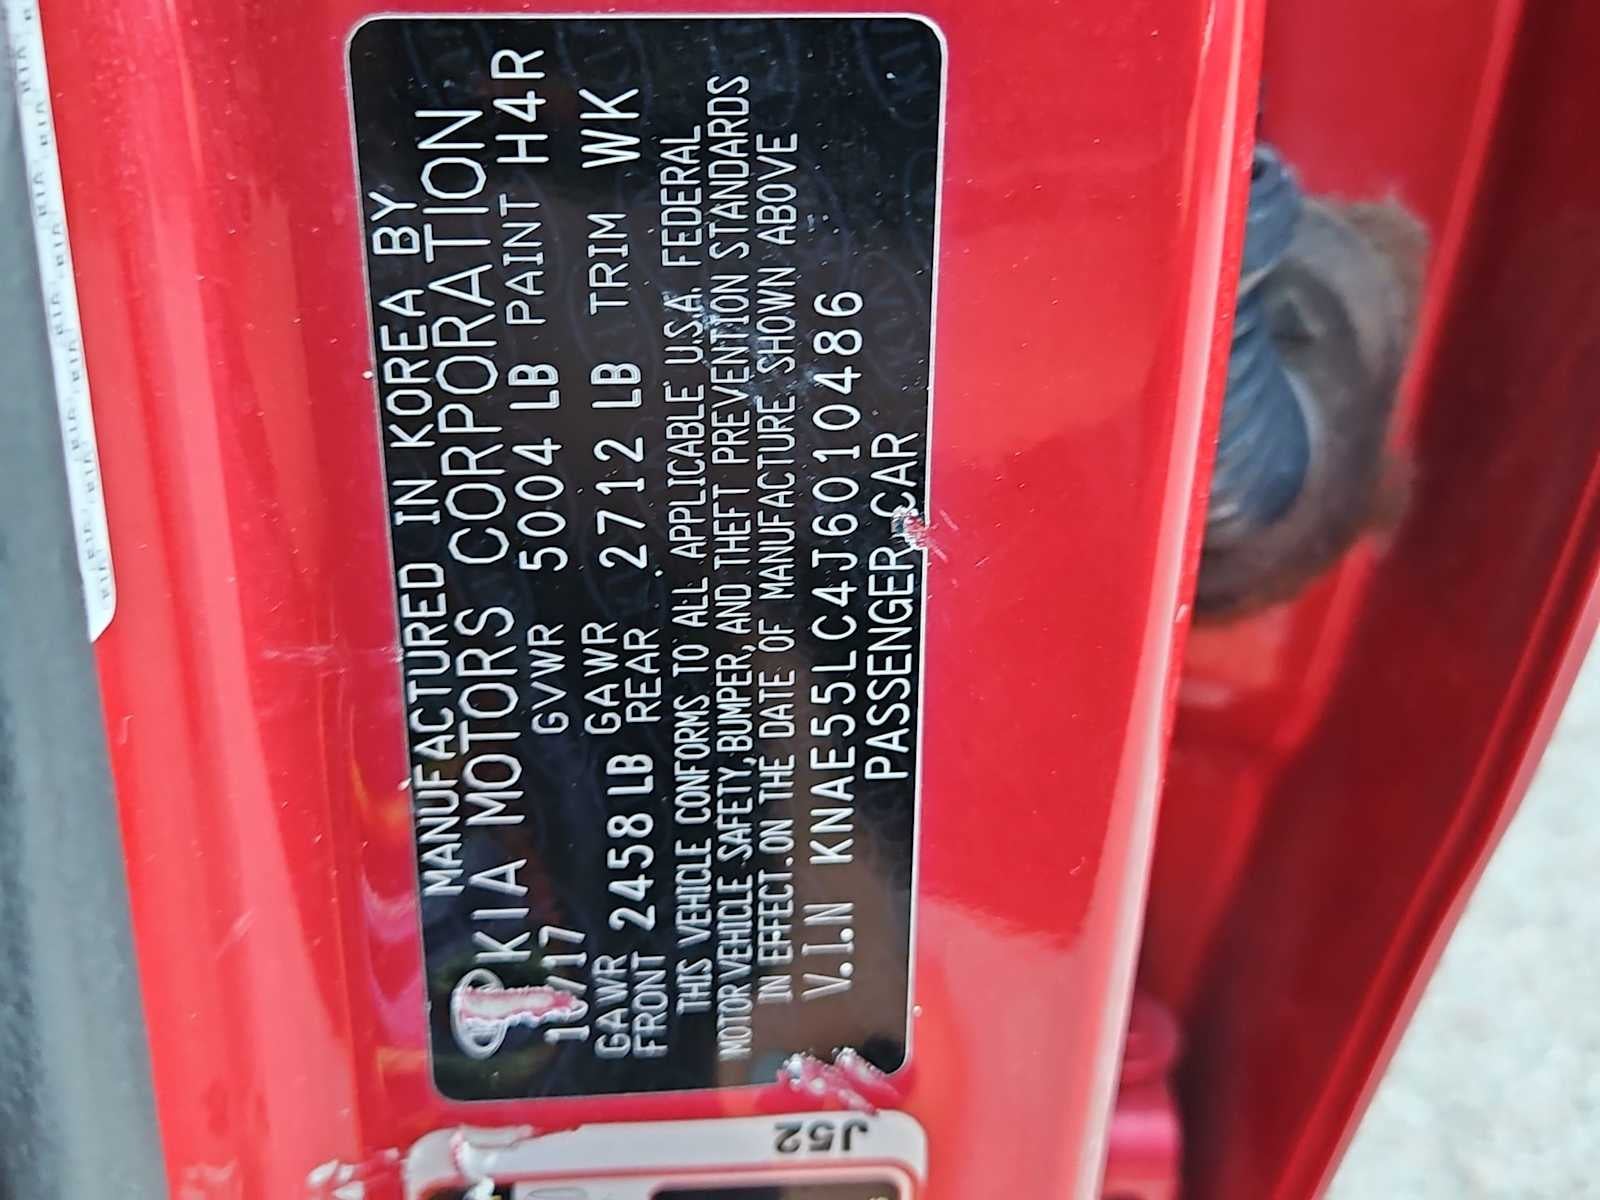 MANUFACTURED IN KOREA BY
KIA MOTORS CORPORATION
10/17 GVWR 5004 LB PAINT H4R
GAWR FRONT 2458 LB GAWR REAR 2712 LB TRIM WK
THIS VEHICLE CONFORMS TO ALL APPLICABLE U.S.A. FEDERAL
MOTOR VEHICLE SAFETY, BUMPER, AND THEFT PREVENTION STANDARDS
IN EFFECT.ON THE DATE OF MANUFACTURE SHOWN ABOVE
V.I.N KNAE55LC4J6010486
PASSENGER CAR
J52